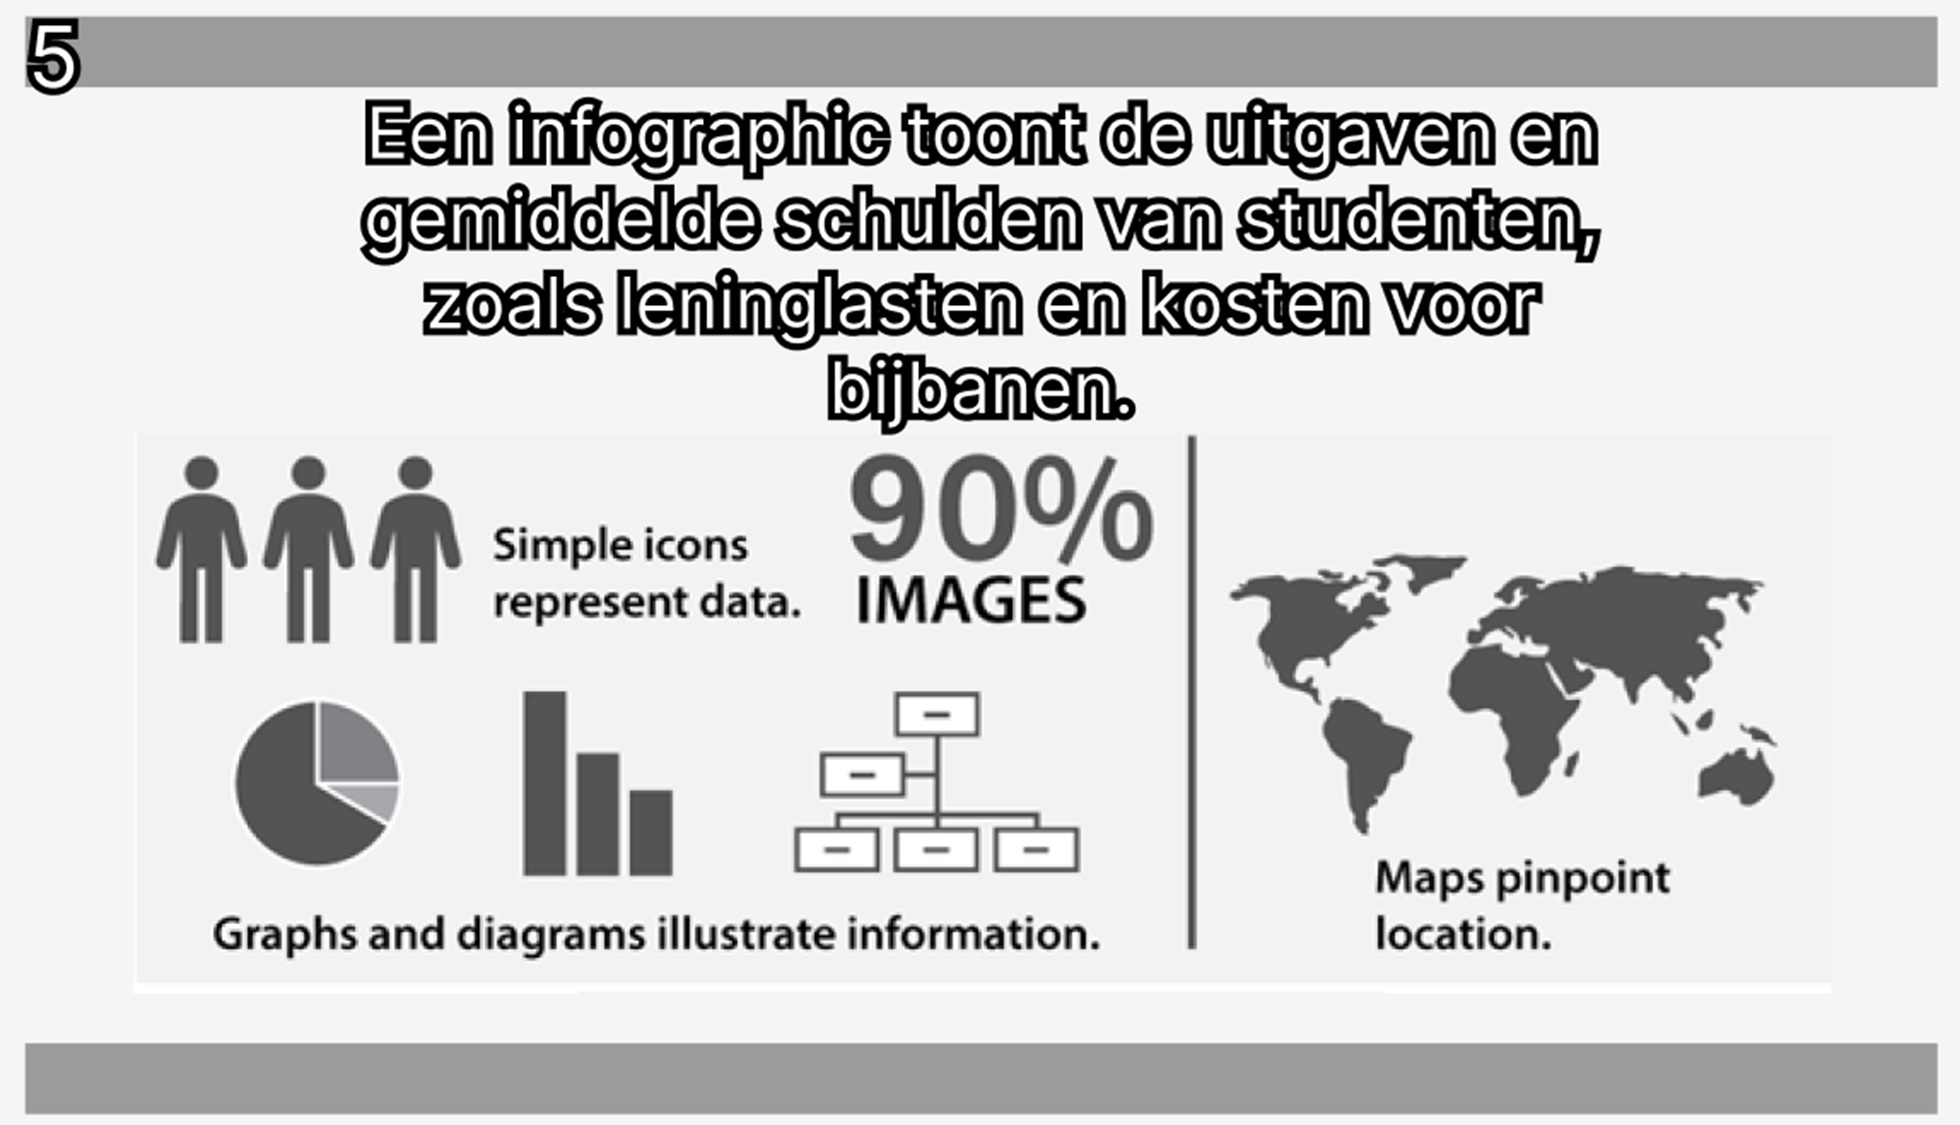 5
Een infographic toont de uitgaven en
gemiddelde schulden van studenten,
zoals leninglasten en kosten voor
bijbanen.
Simple icons
represent data.
90%
IMAGES
Graphs and diagrams illustrate information.
Maps pinpoint
location.